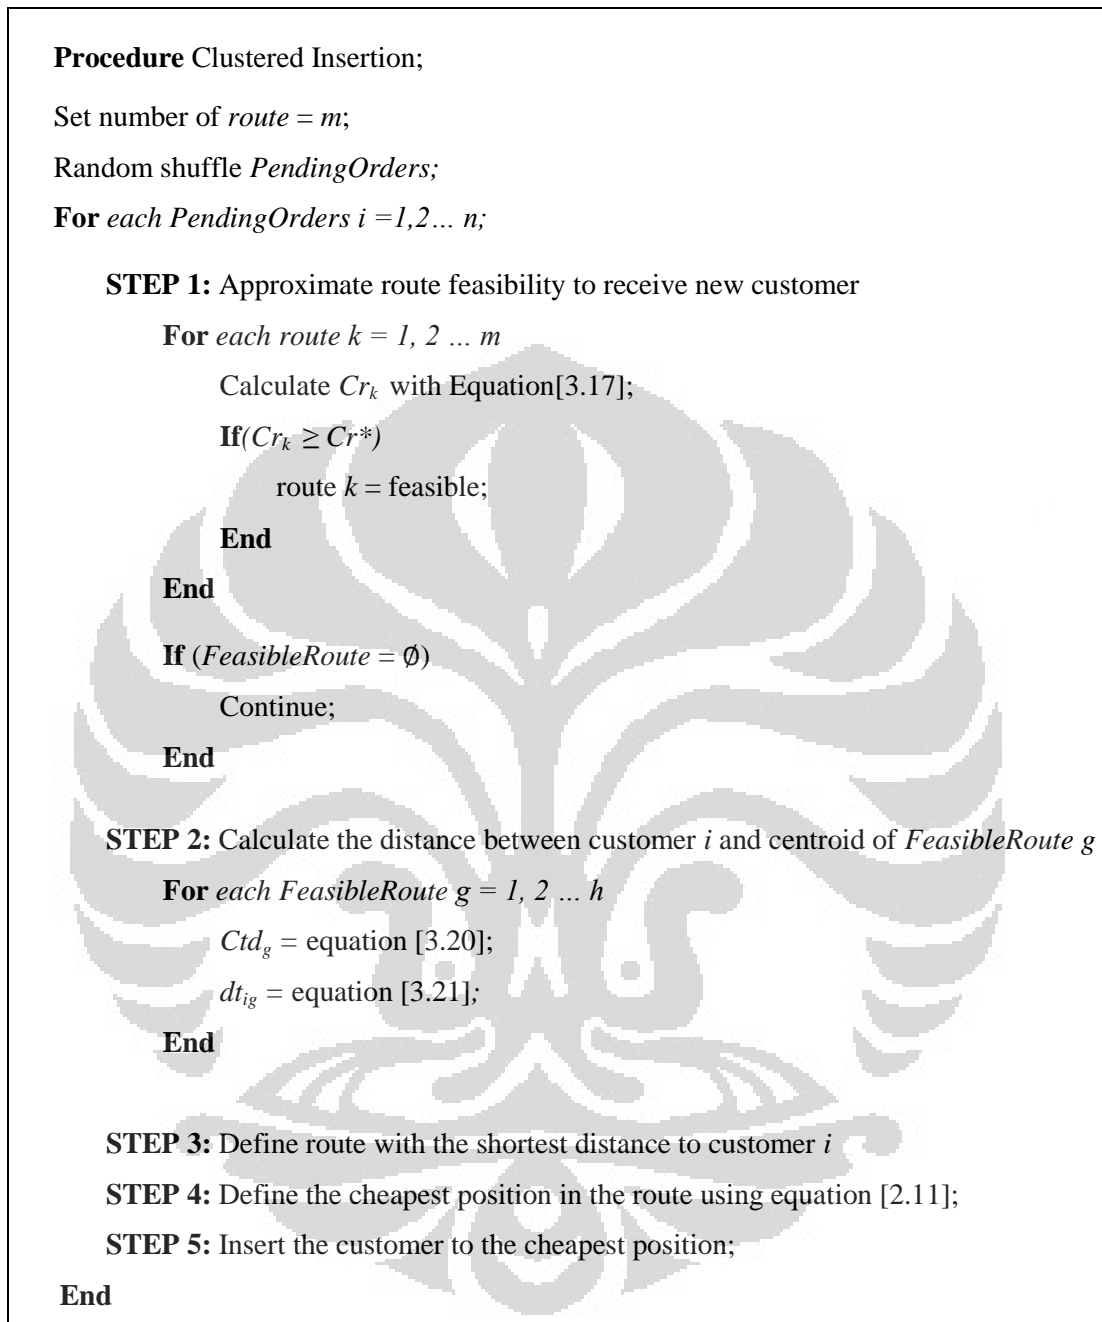 Procedure Clustered Insertion;
Set number of route = m;
Random shuffle PendingOrders;
For each PendingOrders i =1,2… n;
STEP 1: Approximate route feasibility to receive new customer
For each route k = 1, 2 … m
Calculate Crk with Equation[3.17];
If(Crk ≥ Cr*)
route k = feasible;
End
End
If (FeasibleRoute = ∅)
Continue;
End
STEP 2: Calculate the distance between customer i and centroid of FeasibleRoute g
For each FeasibleRoute g = 1, 2 … h
Ctdg = equation [3.20];
dtig = equation [3.21];
End
STEP 3: Define route with the shortest distance to customer i
STEP 4: Define the cheapest position in the route using equation [2.11];
STEP 5: Insert the customer to the cheapest position;
End